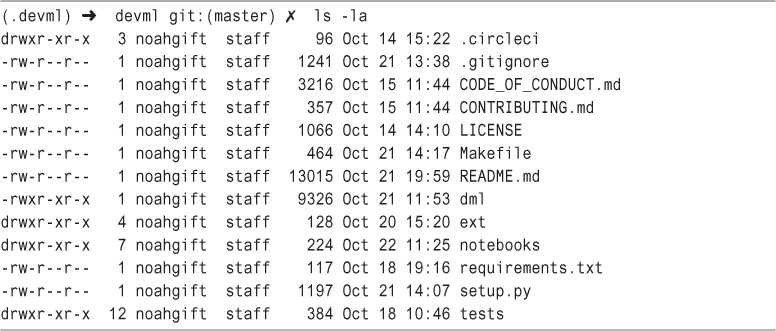 (.devml) ➜  devml git:(master) ✗  ls -la
drwxr-xr-x   3 noahgift  staff     96 Oct 14 15:22 .circleci
-rw-r--r--   1 noahgift  staff   1241 Oct 21 13:38 .gitignore
-rw-r--r--   1 noahgift  staff   3216 Oct 15 11:44 CODE_OF_CONDUCT.md
-rw-r--r--   1 noahgift  staff    357 Oct 15 11:44 CONTRIBUTING.md
-rw-r--r--   1 noahgift  staff   1066 Oct 14 14:10 LICENSE
-rw-r--r--   1 noahgift  staff    464 Oct 21 14:17 Makefile
-rw-r--r--   1 noahgift  staff  13015 Oct 21 19:59 README.md
-rwxr-xr-x   1 noahgift  staff   9326 Oct 21 11:53 dml
drwxr-xr-x   4 noahgift  staff    128 Oct 20 15:20 ext
drwxr-xr-x   7 noahgift  staff    224 Oct 22 11:25 notebooks
-rw-r--r--   1 noahgift  staff    117 Oct 18 19:16 requirements.txt
-rw-r--r--   1 noahgift  staff   1197 Oct 21 14:07 setup.py
drwxr-xr-x  12 noahgift  staff    384 Oct 18 10:46 tests